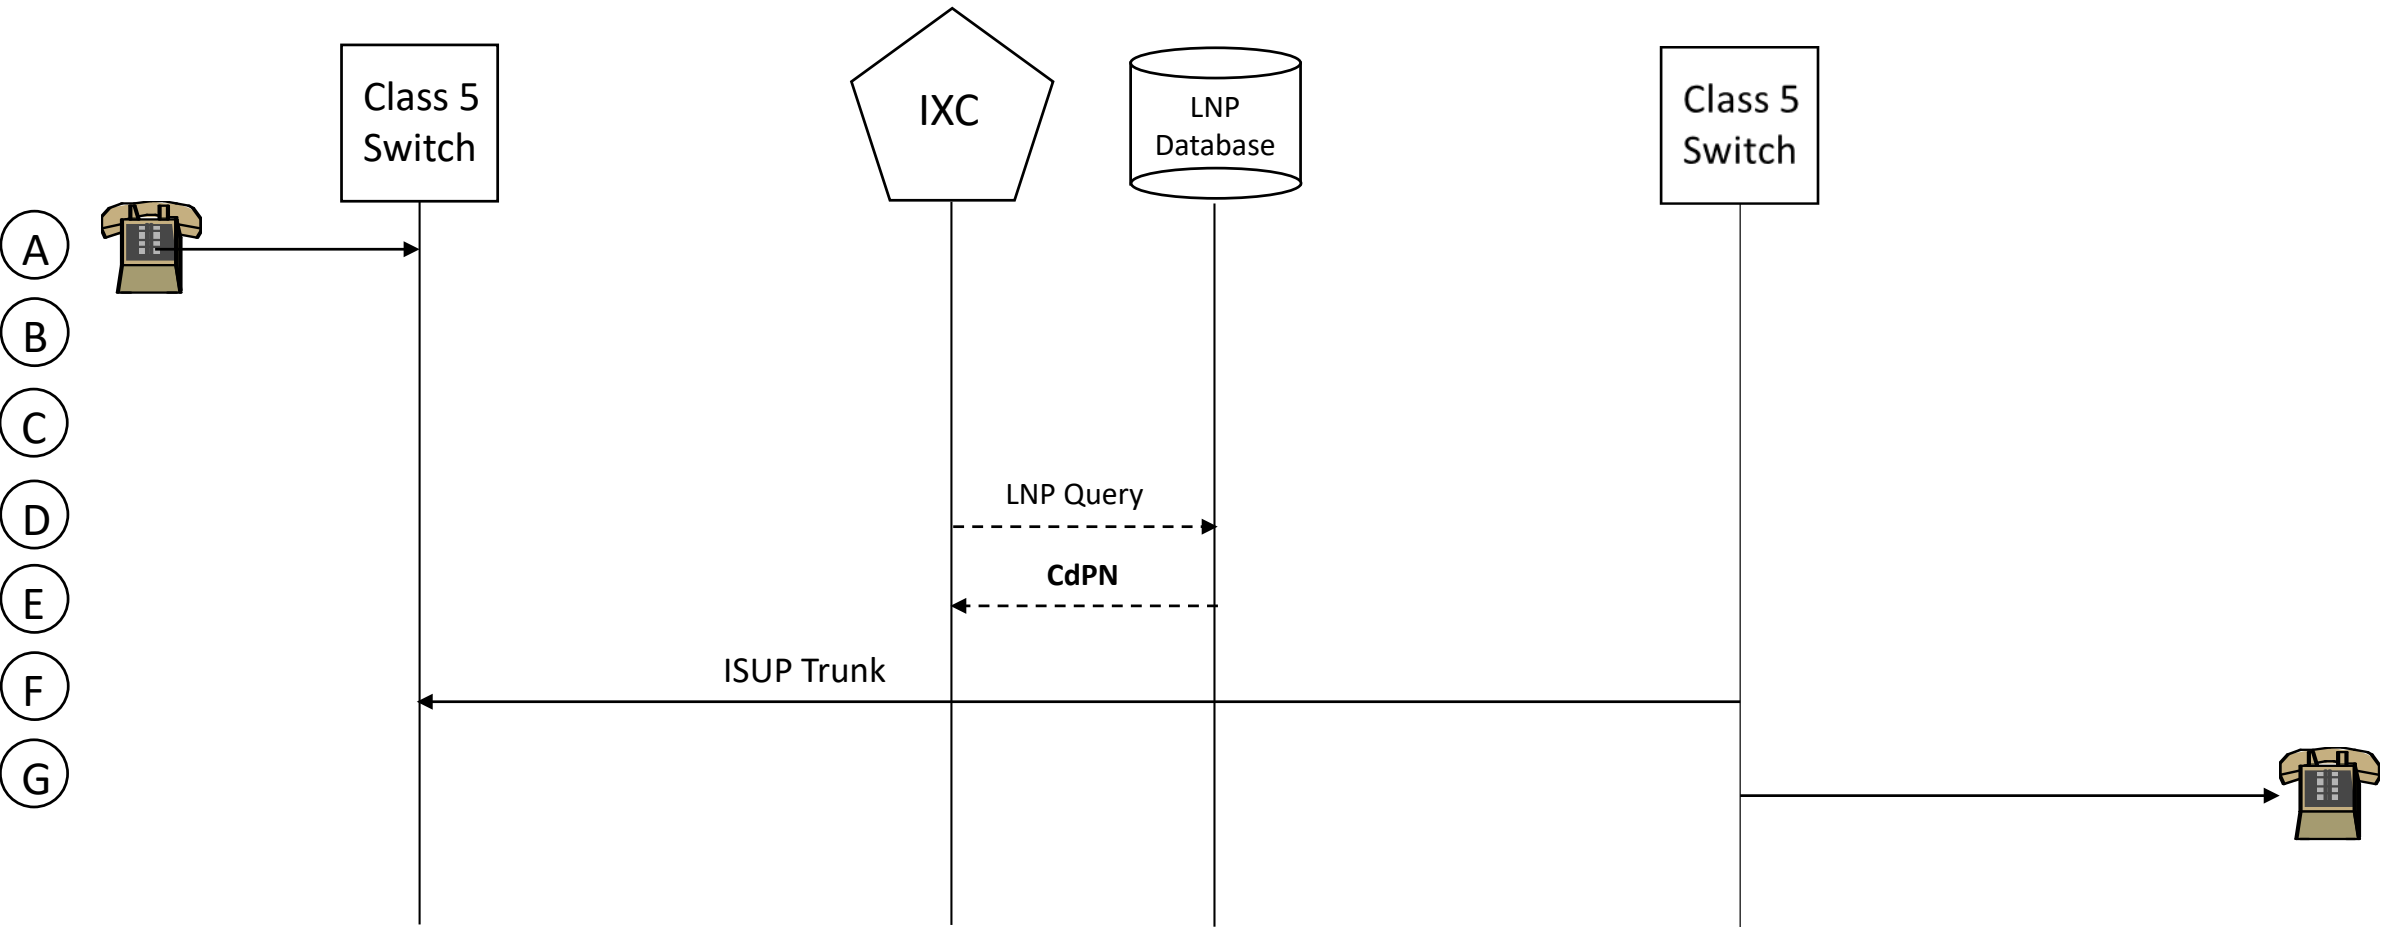 Class 5
Switch
IXC
LNP
Database
Class 5
Switch
A
B
C
D
LNP Query
E
CdPN
F
ISUP Trunk
G